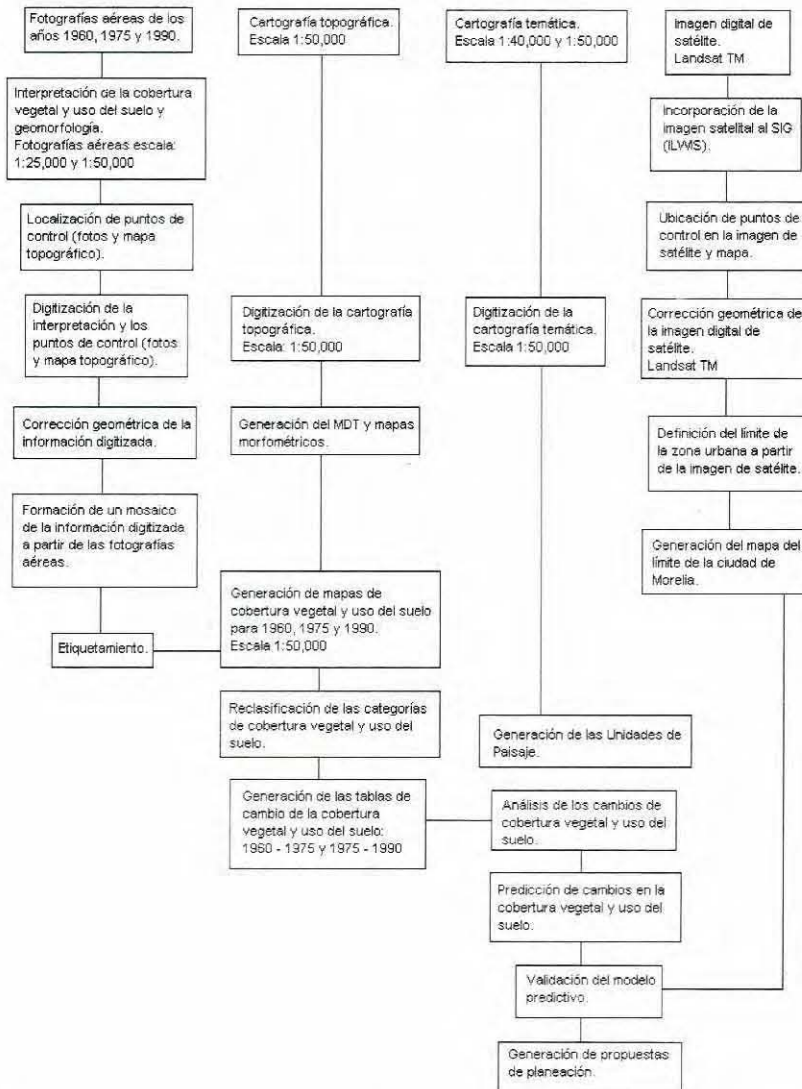 Fotografías aéreas de los
años 1960, 1975 y 1990.
Interpretación de la cobertura
vegetal y uso del suelo y
geomorfología.
Fotografías aéreas escala:
1:25,000 y 1:50,000
Localización de puntos de
control (fotos y mapa
topográfico).
Digitización de la
interpretación y los
puntos de control (fotos
y mapa topográfico).
Corrección geométrica de la
información digitizada.
Formación de un mosaico
de la información digitizada
a partir de las fotografías
aéreas.
Etiquetamiento.
Cartografía topográfica.
Escala 1:50,000
Digitización de la cartografía
topográfica.
Escala: 1:50,000
Generación del MDT y mapas
morfométricos.
Generación de mapas de
cobertura vegetal y uso del suelo
para 1960, 1975 y 1990.
Escala 1:50,000
Reclasificación de las categorías
de cobertura vegetal y uso del
suelo.
Generación de las tablas de
cambio de la cobertura
vegetal y uso del suelo:
1960 - 1975 y 1975 - 1990
Cartografía temática.
Escala 1:40,000 y 1:50,000
Digitización de la
cartografía temática.
Escala 1:50,000
Generación de las Unidades de
Paisaje.
Análisis de los cambios de
cobertura vegetal y uso del
suelo.
Predicción de cambios en la
cobertura vegetal y uso del
suelo.
Validación del modelo
predictivo.
Generación de propuestas
de planeación.
Imagen digital de
satélite.
Landsat TM
Incorporación de la
imagen satelital al SIG
(ILWIS).
Ubicación de puntos de
control en la imagen de
satélite y mapa.
Corrección geométrica de
la imagen digital de
satélite.
Landsat TM
Definición del límite de
la zona urbana a partir
de la imagen de satélite.
Generación del mapa del
límite de la ciudad de
Morelia.